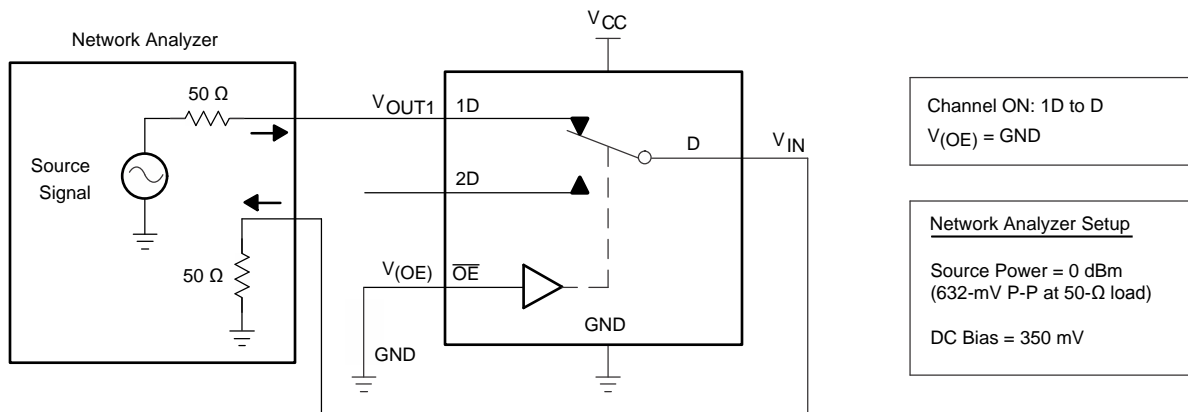 VCC
Network Analyzer
50 Ω
VOUT1
1D
Channel ON: 1D to D
V(OE) = GND
D
VIN
Source
Signal
2D
Network Analyzer Setup
50 Ω
V(OE)
OE
Source Power = 0 dBm
(632-mV P-P at 50-Ω load)
GND
DC Bias = 350 mV
GND